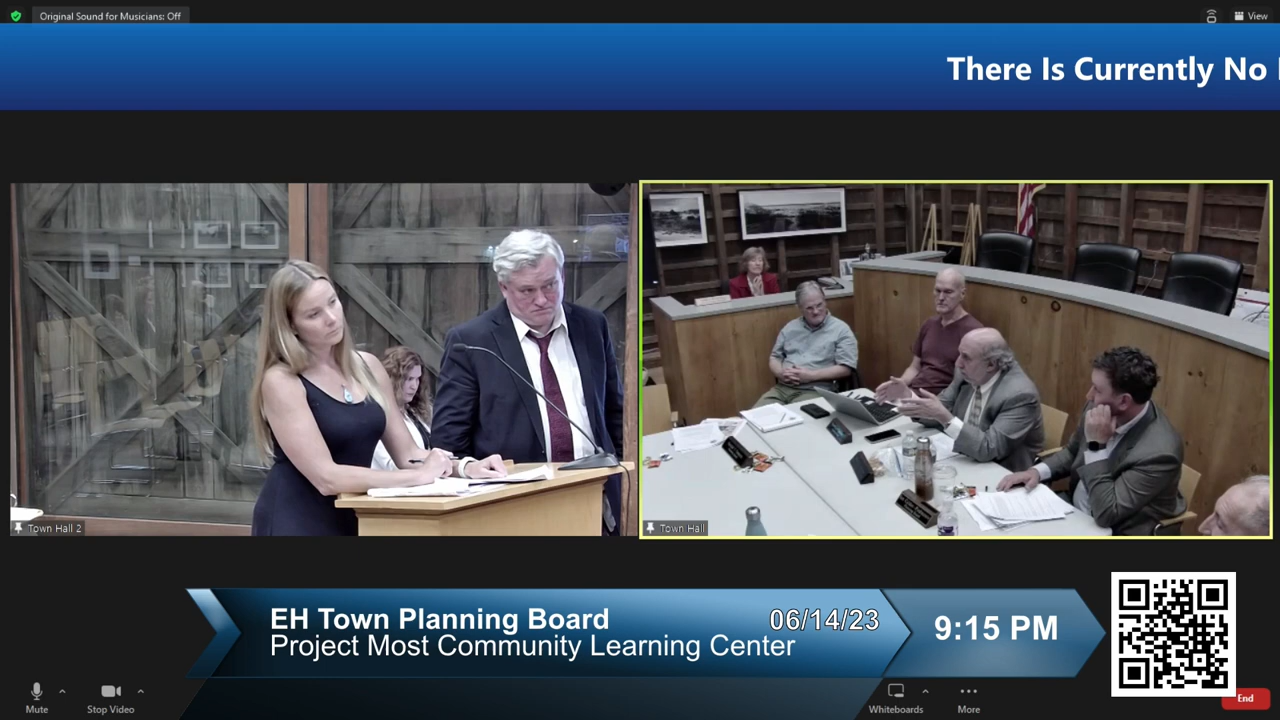 Original Sound for Musicians: Off
View
There Is Currently No
Town Hall 2
Town Hall
EH Town Planning Board
06/14/23
Project Most Community Learning Center
9:15 PM
Mute
Stop Video
Whiteboards
More
End